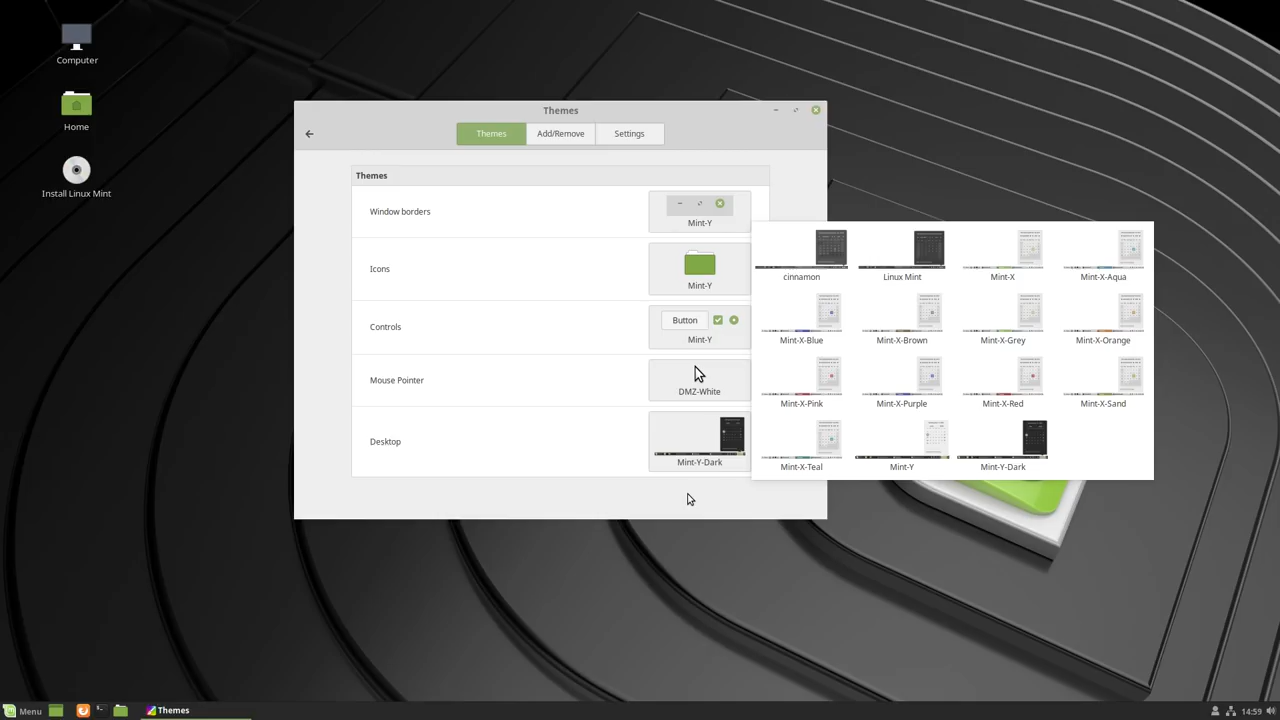 Computer
Home
Install Linux Mint
Themes
Themes Add/Remove Settings
Themes
Window borders
Mint-Y
Icons
Mint-Y
Controls
Button
Mint-Y
Mouse Pointer
DMZ-White
Desktop
Mint-Y-Dark
cinnamon Linux Mint Mint-X Mint-X-Aqua
Mint-X-Blue Mint-X-Brown Mint-X-Grey Mint-X-Orange
Mint-X-Pink Mint-X-Purple Mint-X-Red Mint-X-Sand
Mint-X-Teal Mint-Y Mint-Y-Dark
Menu Themes 14:59